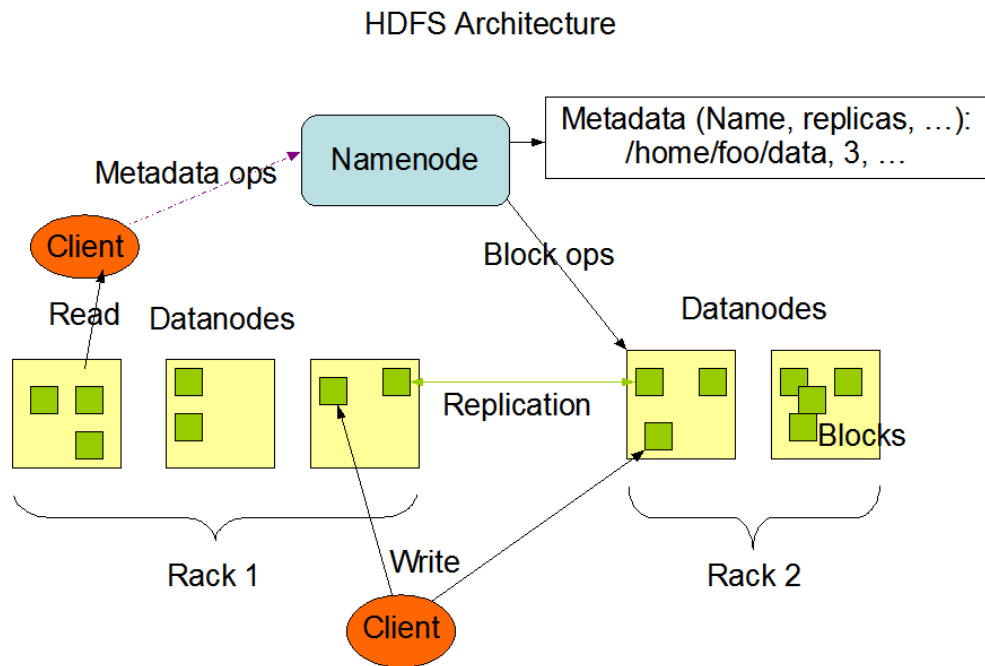 HDFS Architecture
Metadata (Name, replicas, …):
/home/foo/data, 3, …
Namenode
Metadata ops
Client
Block ops
Read
Datanodes
Datanodes
Replication
Blocks
Rack 1
Write
Rack 2
Client